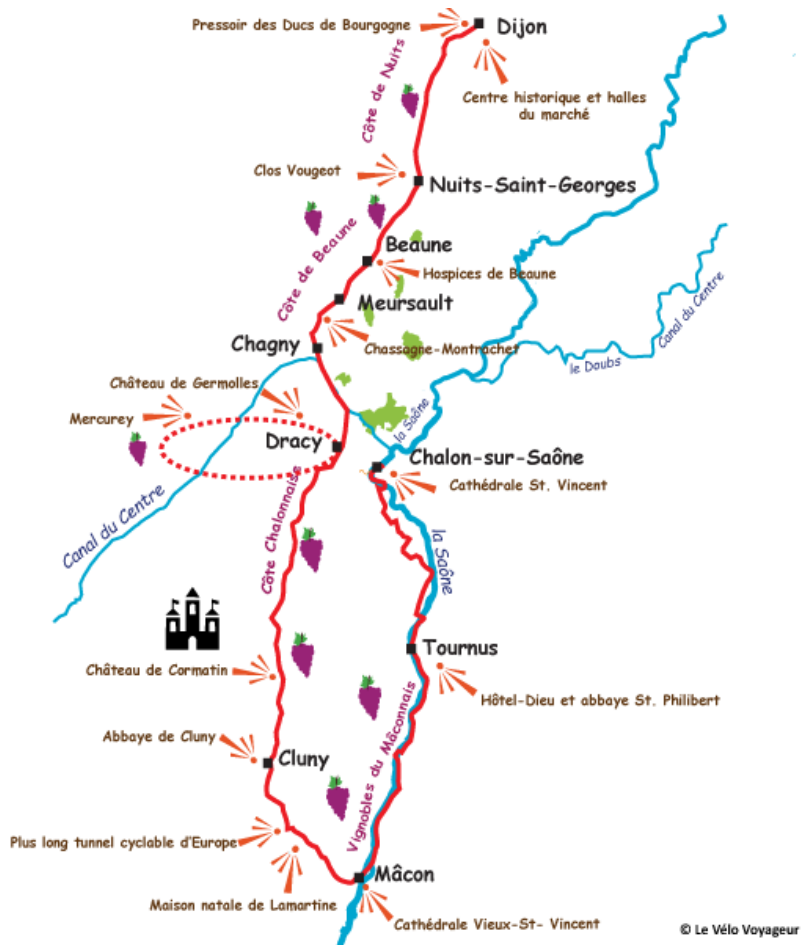 Pressoir des Ducs de Bourgogne
Dijon
Côte de Nuits
Centre historique et halles
du marché
Clos Vougeot
Nuits-Saint-Georges
Côte de Beaune
Beaune
Hospices de Beaune
Meursault
Chagny
Chassagne-Montrachet
Canal du Centre
le Doubs
Château de Germolles
Mercurey
la Saône
Dracy
Chalon-sur-Saône
Cathédrale St. Vincent
Canal du Centre
Côte Chalonnaise
la Saône
Tournus
Château de Cormatin
Hôtel-Dieu et abbaye St. Philibert
Abbaye de Cluny
Cluny
Vignobles du Mâconnais
Plus long tunnel cyclable d'Europe
Mâcon
Maison natale de Lamartine
Cathédrale Vieux-St- Vincent
© Le Vélo Voyageur